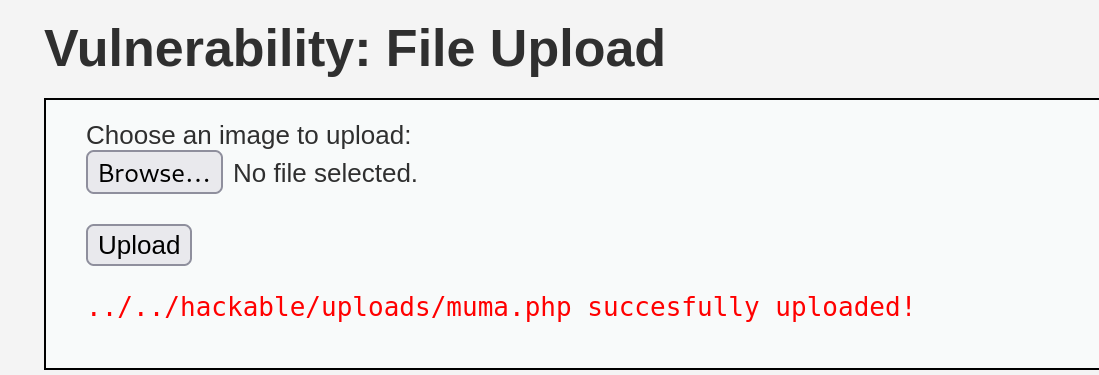 Vulnerability: File Upload
Choose an image to upload:
Browse... No file selected.
Upload
../../hackable/uploads/muma.php succesfully uploaded!